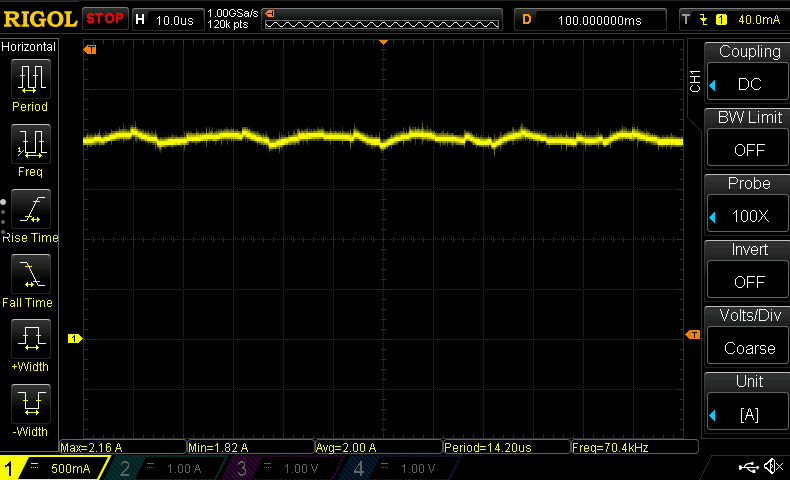 RIGOL STOP H 10.0us 1.00GSa/s 120k pts D 100.000000ms T 1 40.0mA
Horizontal
Period
Freq
Rise Time
Fall Time
+Width
-Width
T
1
T
CH1
Coupling
DC
BW Limit
OFF
Probe
100X
Invert
OFF
Volts/Div
Coarse
Unit
[A]
Max=2.16 A Min=1.82 A Avg=2.00 A Period=14.20us Freq=70.4kHz
1 500mA 2 1.00 A 3 1.00 V 4 1.00 V